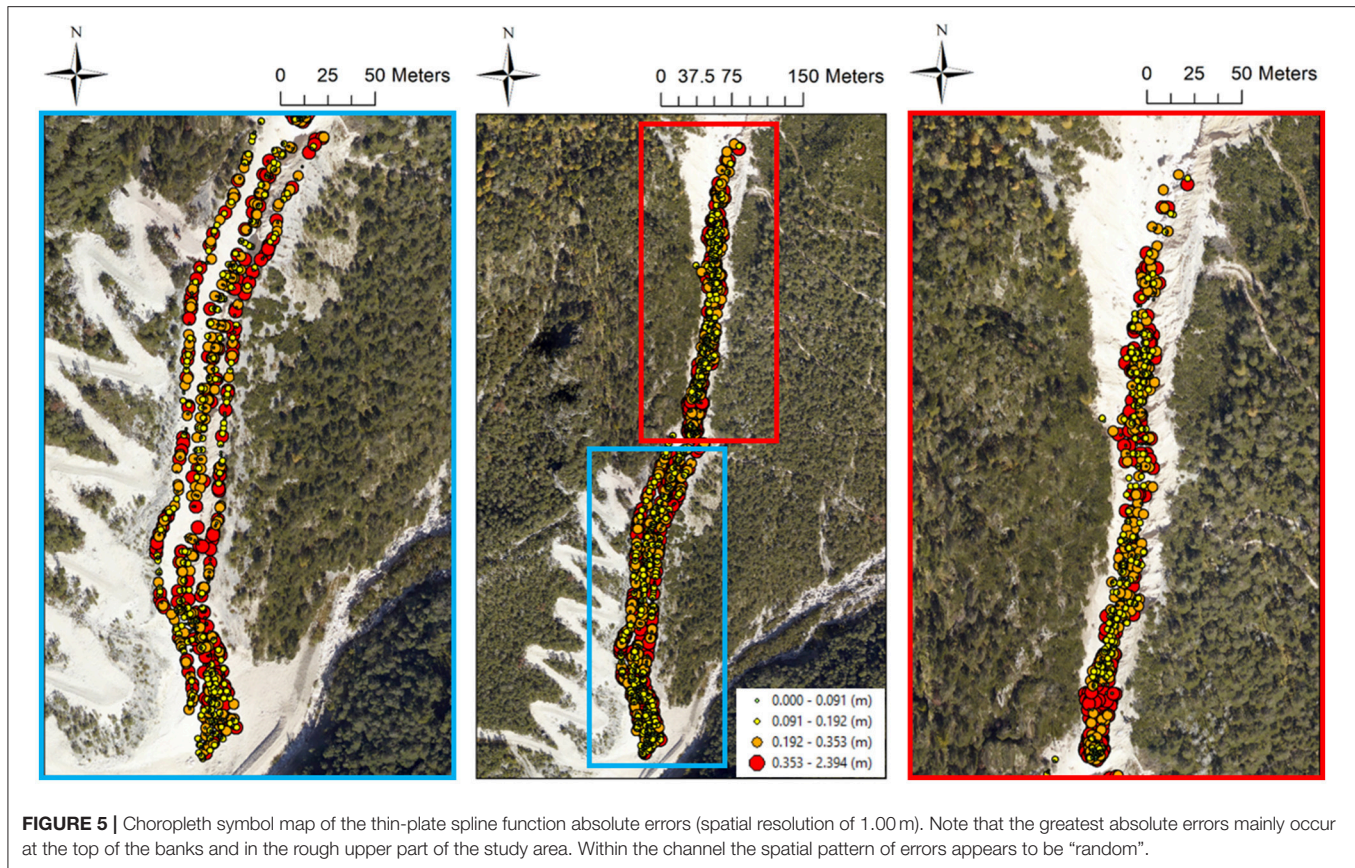 N
0 25 50 Meters
N
0 37.5 75 150 Meters
N
0 25 50 Meters
0.000 - 0.091 (m)
0.091 - 0.192 (m)
0.192 - 0.353 (m)
0.353 - 2.394 (m)
FIGURE 5 | Choropleth symbol map of the thin-plate spline function absolute errors (spatial resolution of 1.00 m). Note that the greatest absolute errors mainly occur
at the top of the banks and in the rough upper part of the study area. Within the channel the spatial pattern of errors appears to be “random”.